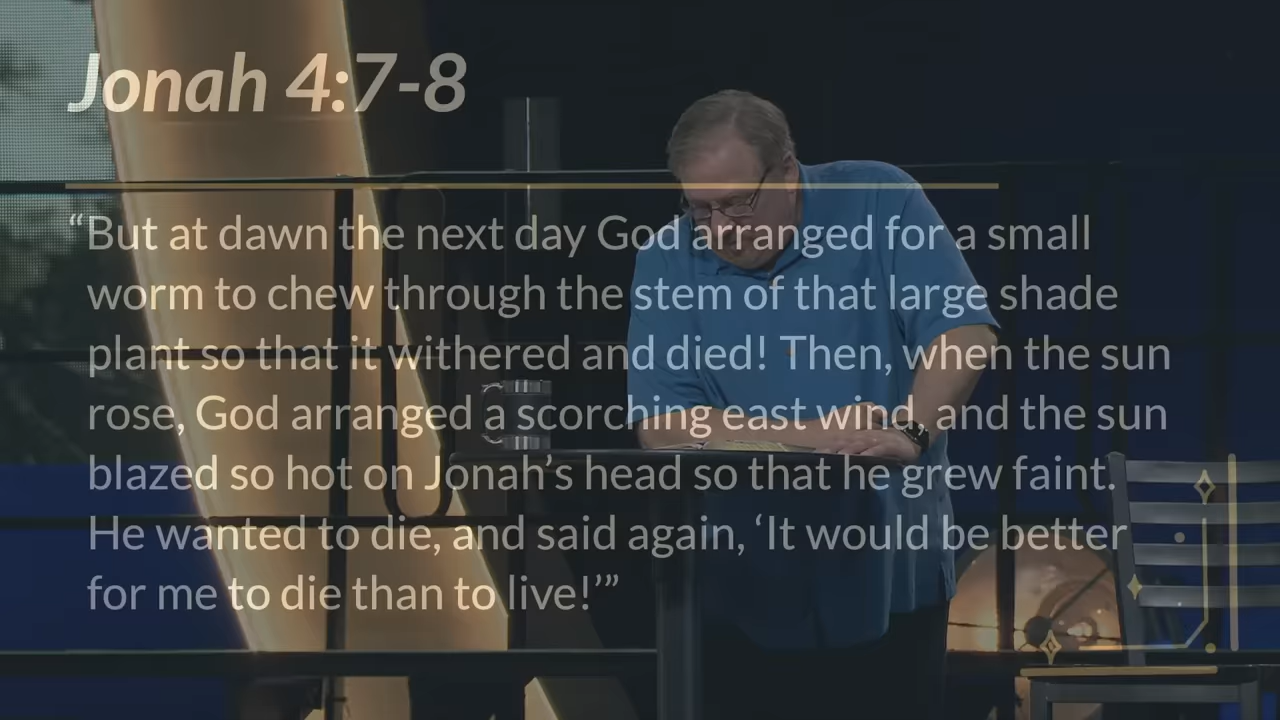 Jonah 4:7-8
“But at dawn the next day God arranged for a small
worm to chew through the stem of that large shade
plant so that it withered and died! Then, when the sun
rose, God arranged a scorching east wind, and the sun
blazed so hot on Jonah’s head so that he grew faint.
He wanted to die, and said again, ‘It would be better
for me to die than to live!’”